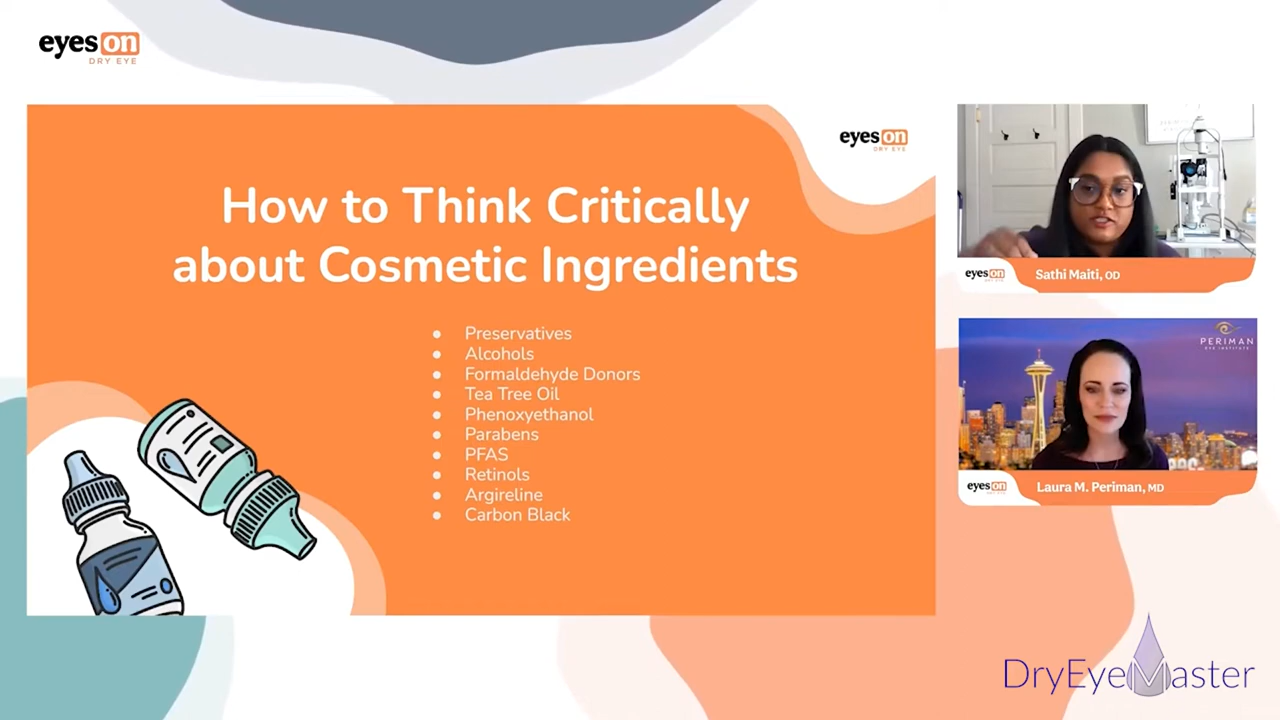 eyes on
DRY EYE
eyes on
DRY EYE
How to Think Critically
about Cosmetic Ingredients
Preservatives
Alcohols
Formaldehyde Donors
Tea Tree Oil
Phenoxyethanol
Parabens
PFAS
Retinols
Argireline
Carbon Black
eyes on
DRY EYE
Sathi Maiti, OD
PERIMAN
EYE INSTITUTE
eyes on
DRY EYE
Laura M. Periman, MD
DryEyeMaster